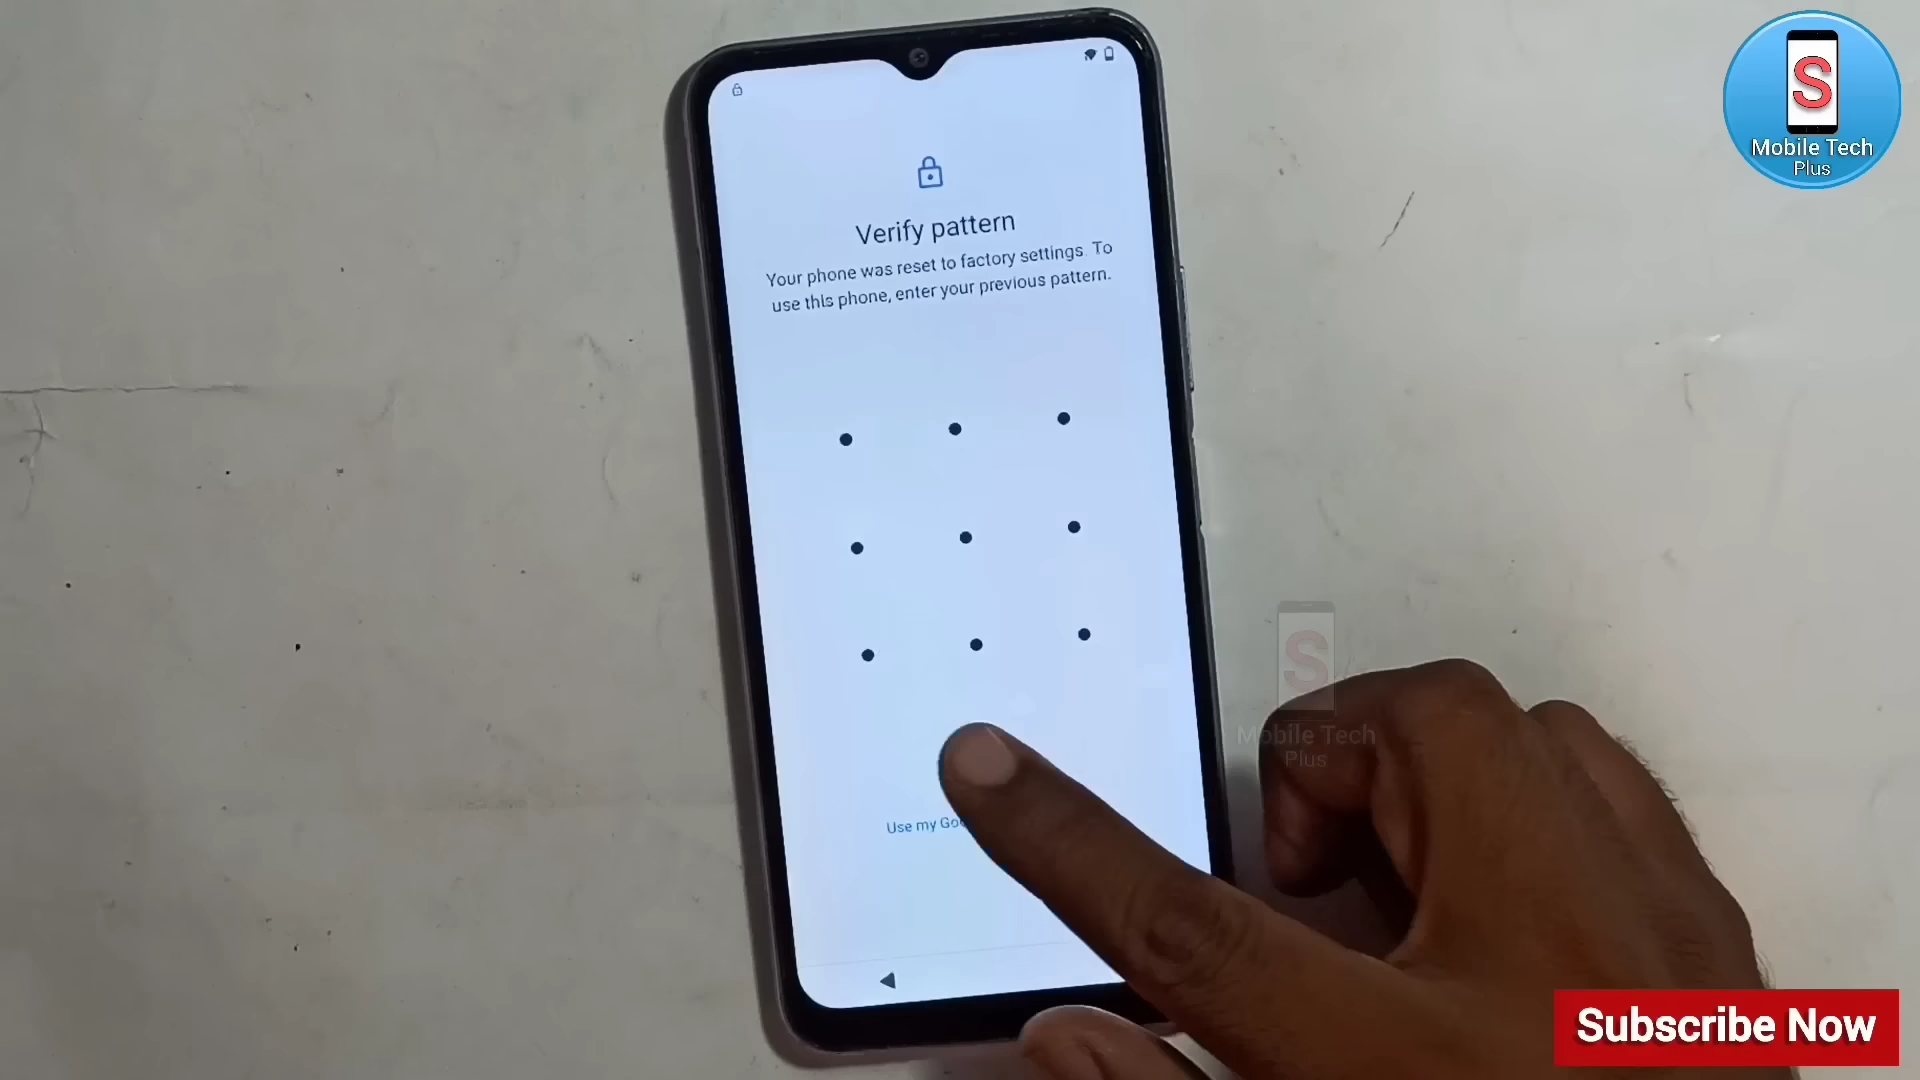 S
Mobile Tech
Plus
Verify pattern
Your phone was reset to factory settings. To
use this phone, enter your previous pattern.
S
Mobile Tech
Plus
Use my
Subscribe Now